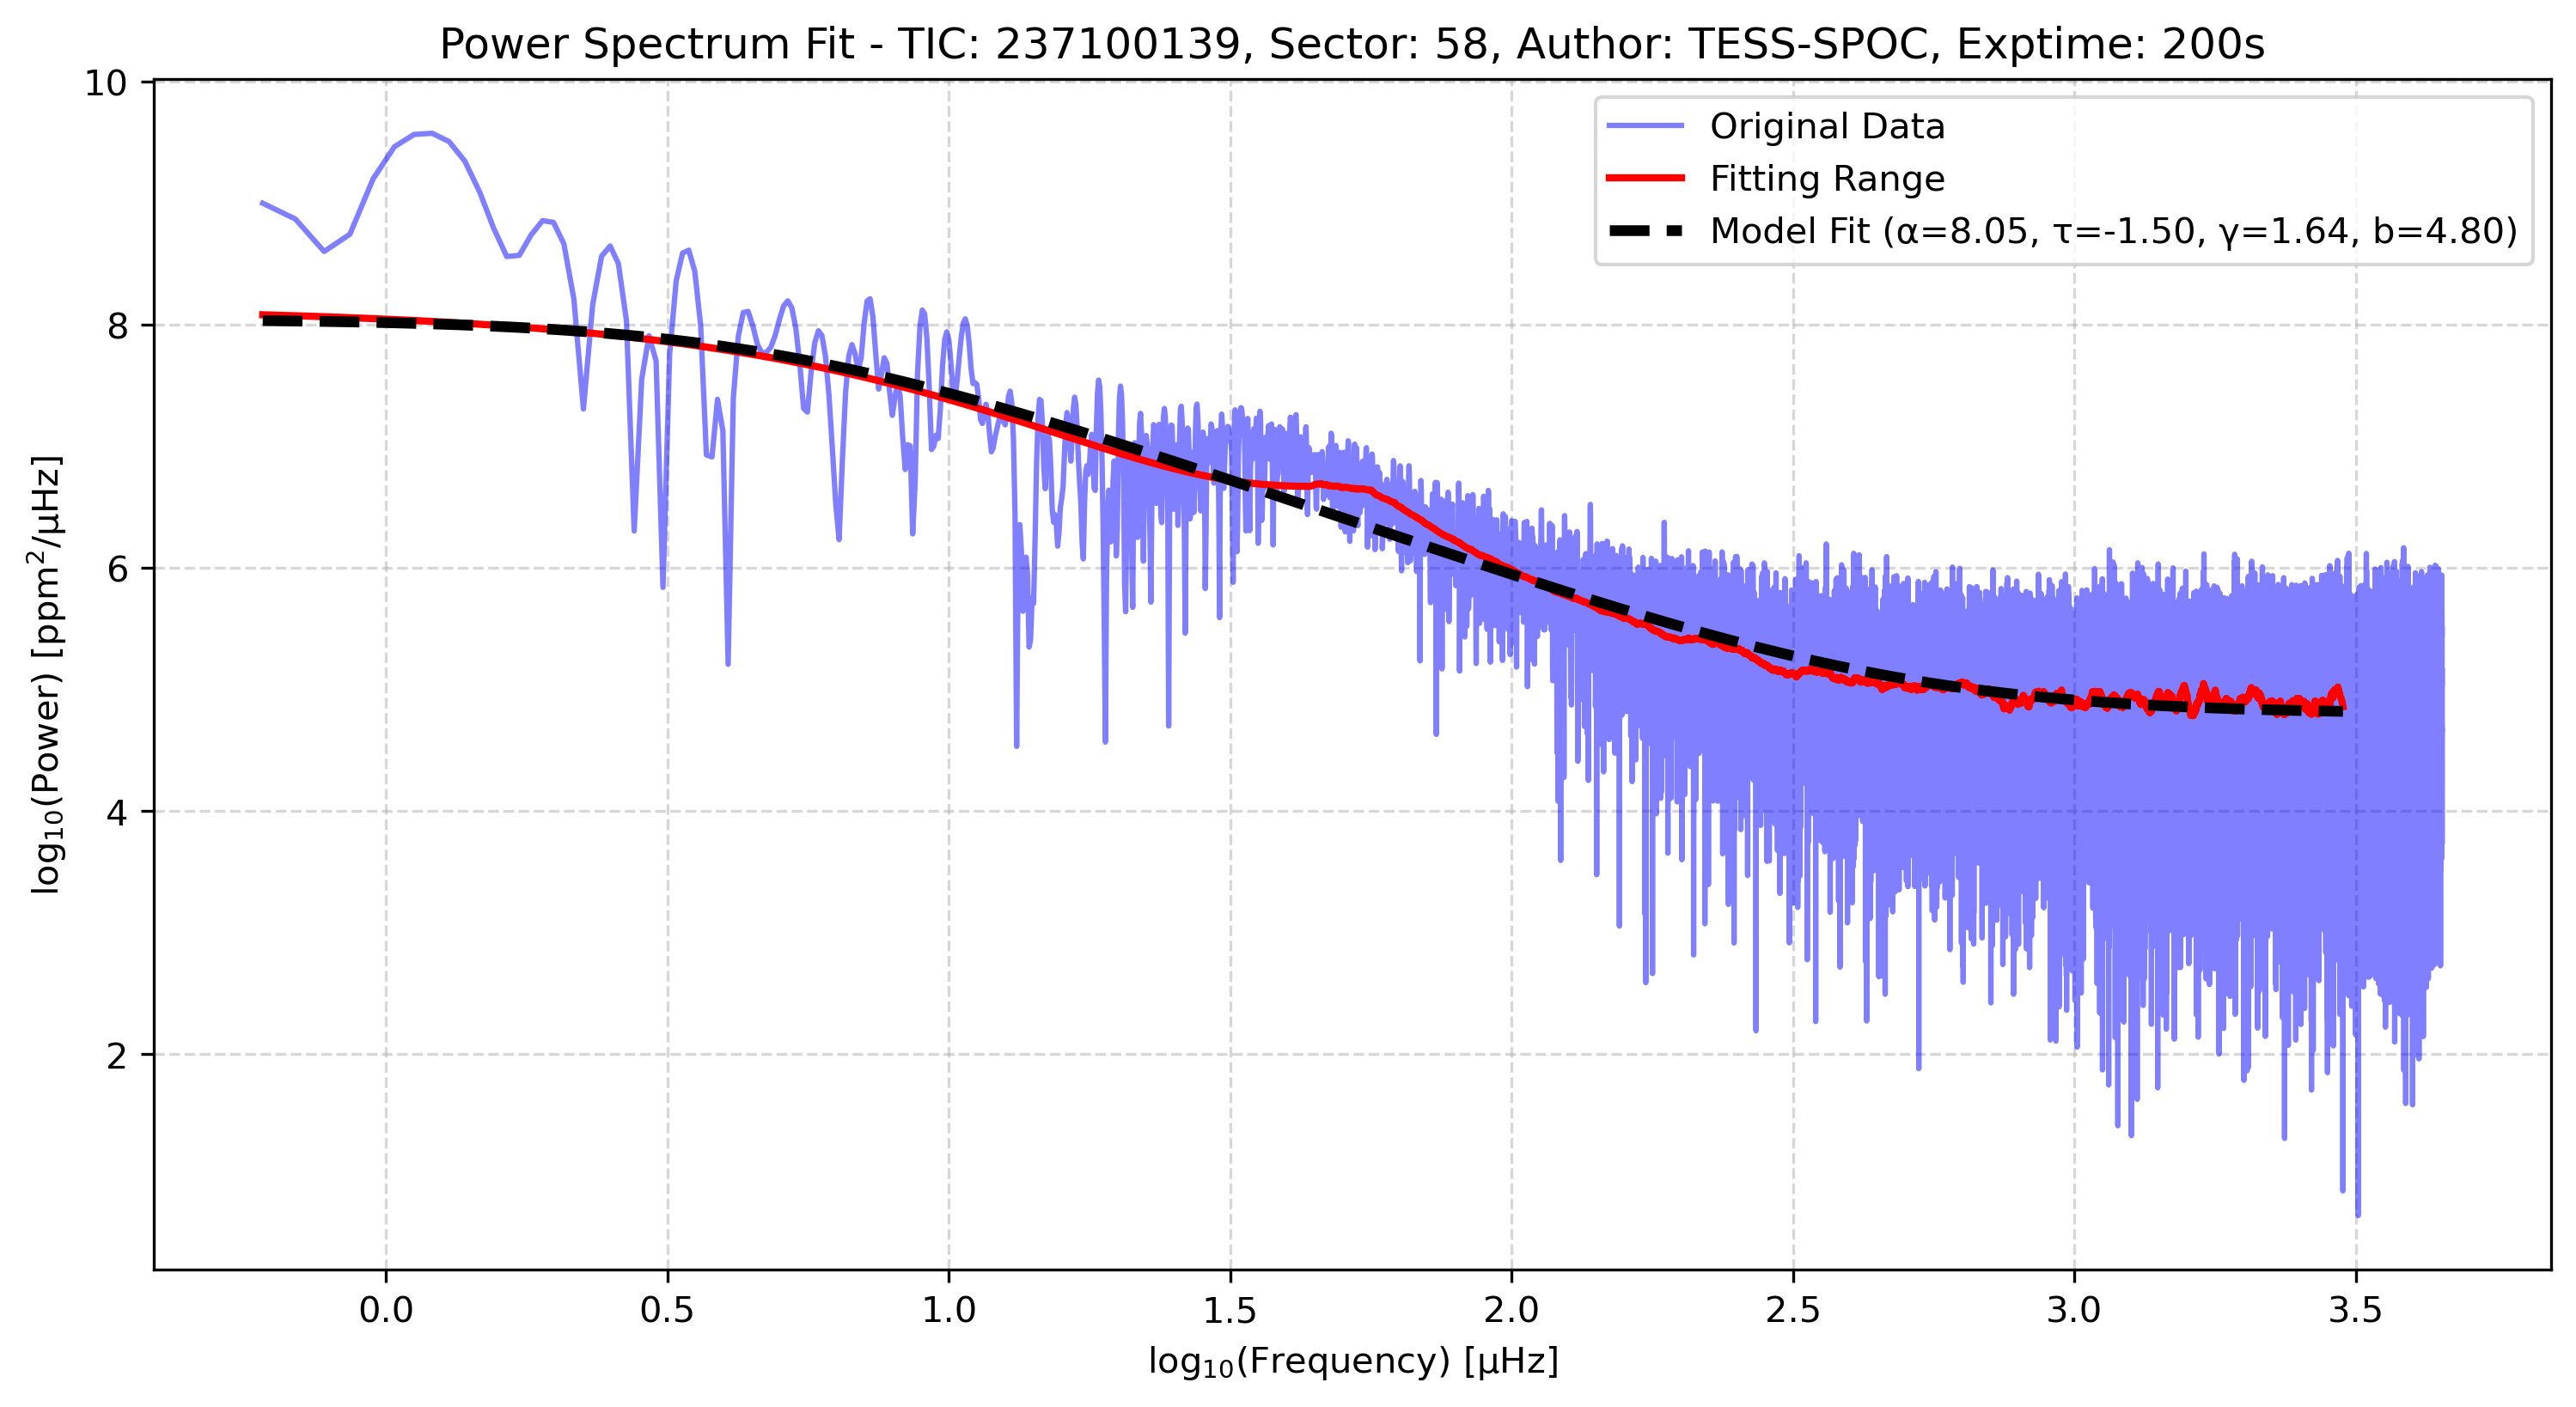 Power Spectrum Fit - TIC: 237100139, Sector: 58, Author: TESS-SPOC, Exptime: 200s
Original Data
Fitting Range
Model Fit (α=8.05, τ=-1.50, γ=1.64, b=4.80)
log₁₀(Power) [ppm²/μHz]
10
8
6
4
2
0.0 0.5 1.0 1.5 2.0 2.5 3.0 3.5
log₁₀(Frequency) [μHz]